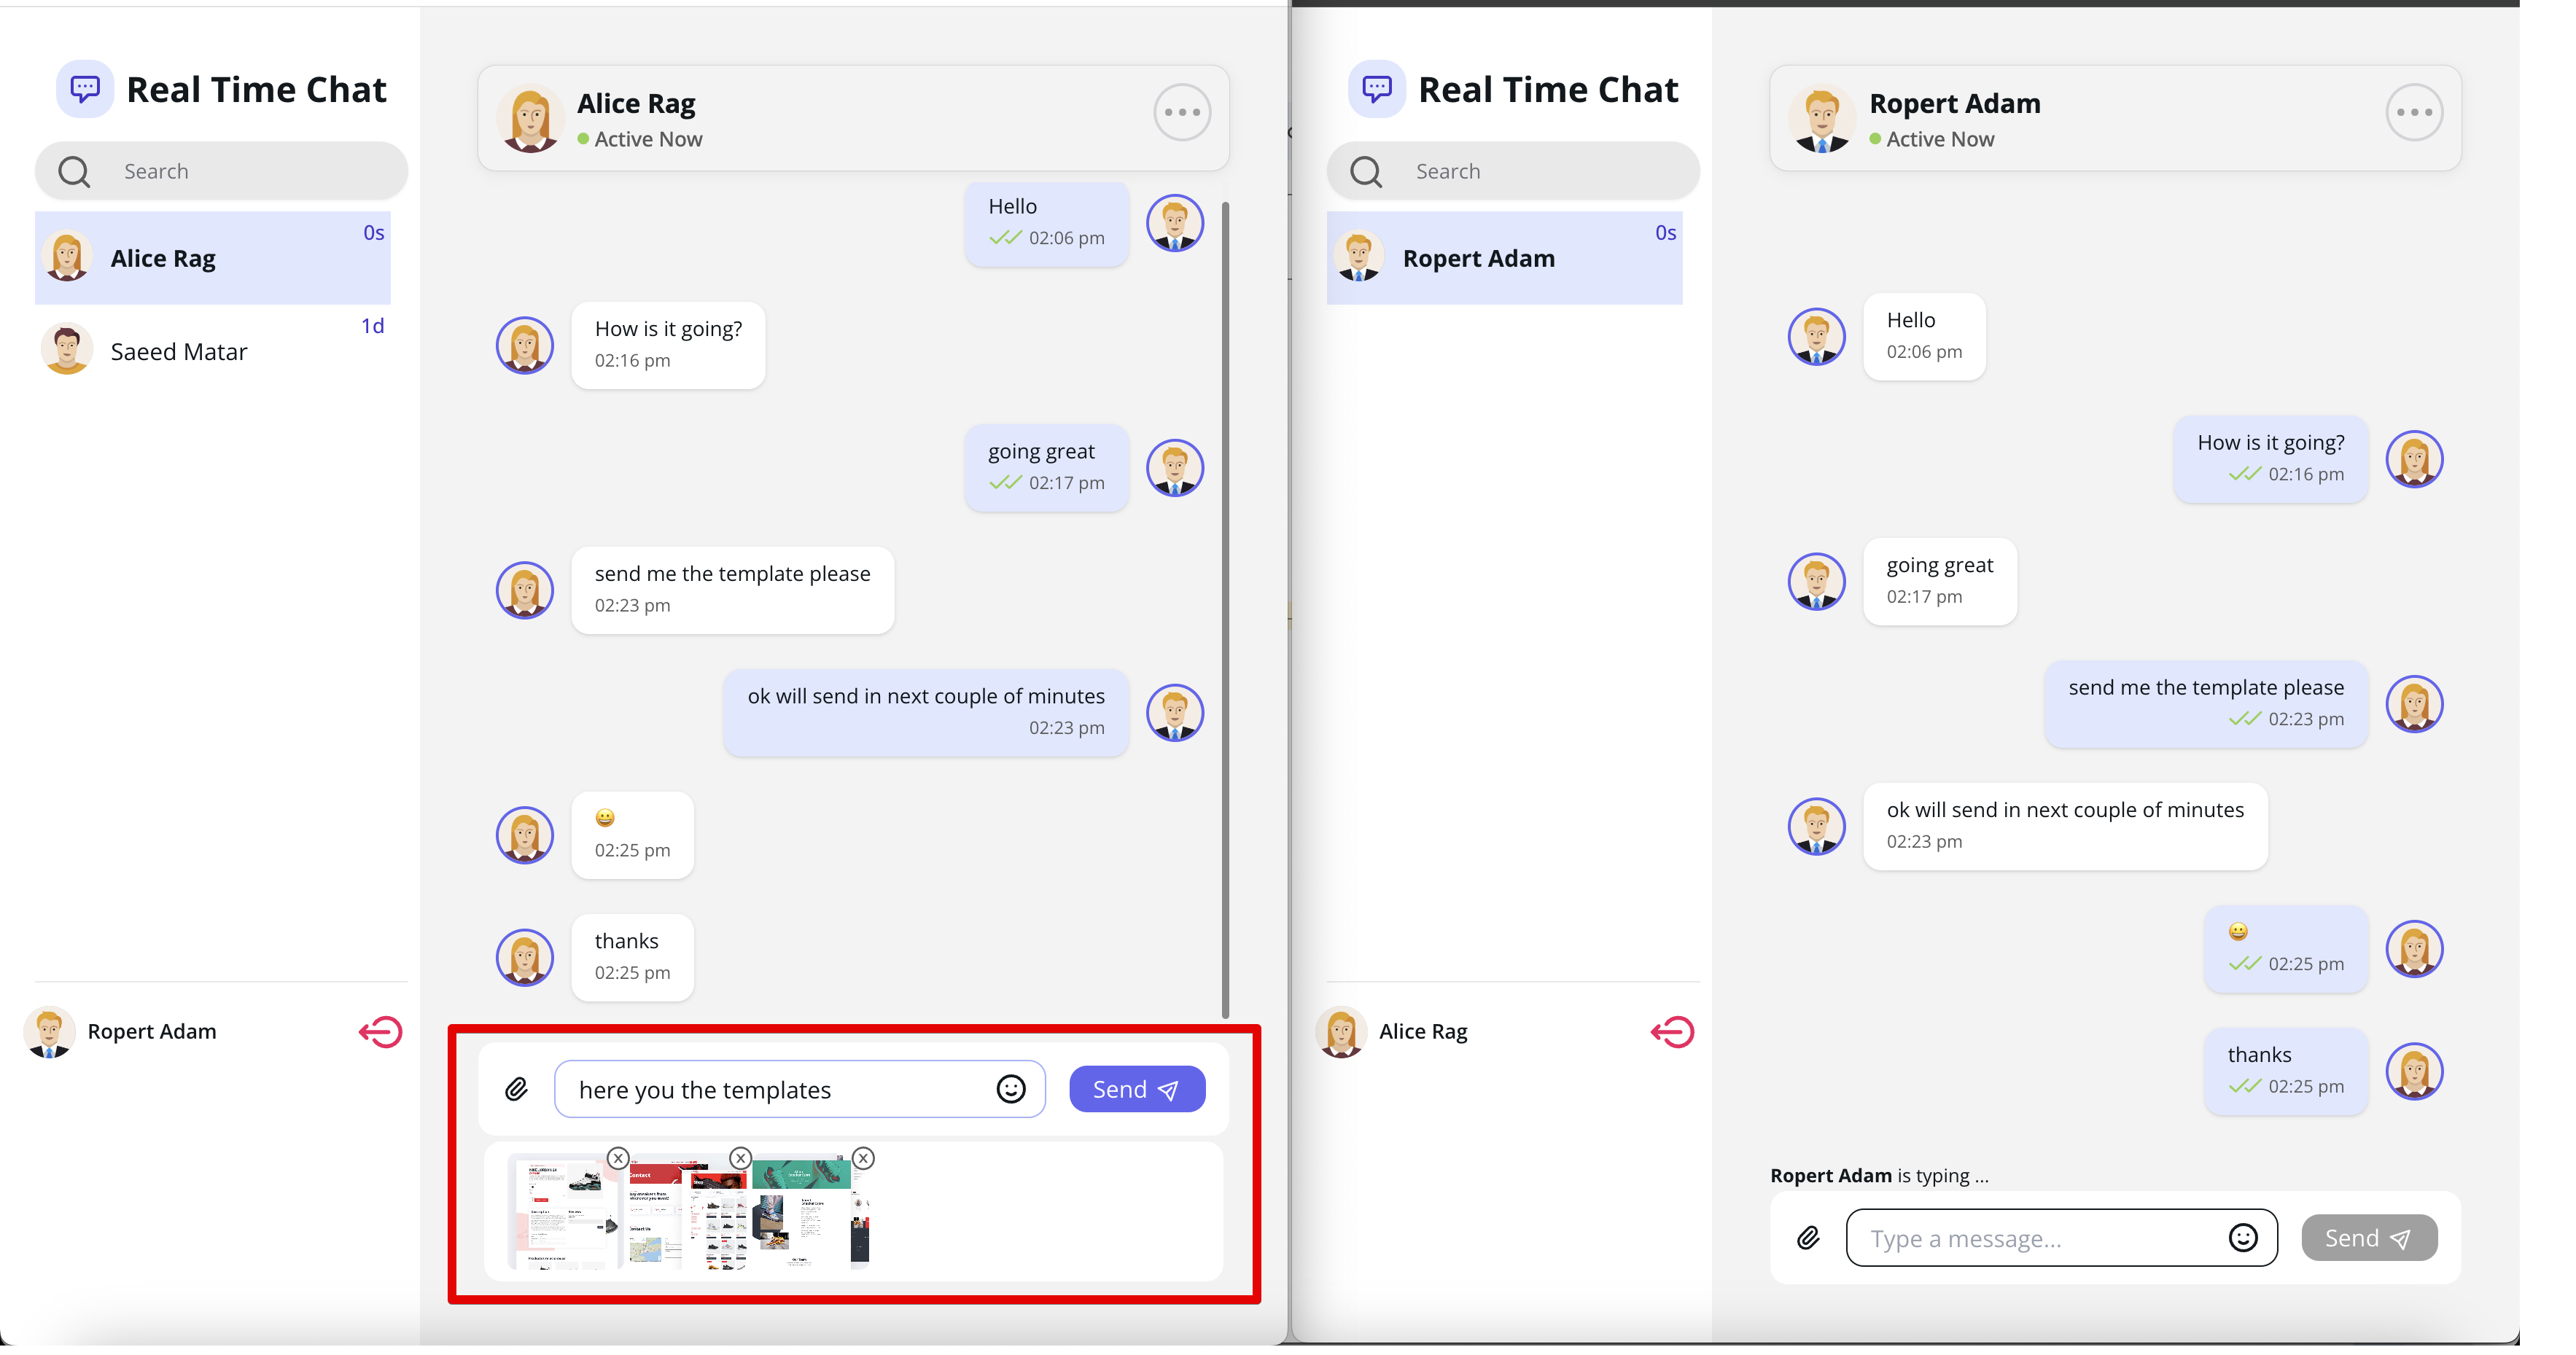 Real Time Chat
Search
Alice Rag
0s
Saeed Matar
1d
Ropert Adam
Alice Rag
Active Now
Hello
02:06 pm
How is it going?
02:16 pm
going great
02:17 pm
send me the template please
02:23 pm
ok will send in next couple of minutes
02:23 pm
😀
02:25 pm
thanks
02:25 pm
here you the templates
Send
Contact
Real Time Chat
Search
Ropert Adam
0s
Alice Rag
Ropert Adam
Active Now
Hello
02:06 pm
How is it going?
02:16 pm
going great
02:17 pm
send me the template please
02:23 pm
ok will send in next couple of minutes
02:23 pm
😀
02:25 pm
thanks
02:25 pm
Ropert Adam is typing ...
Type a message...
Send